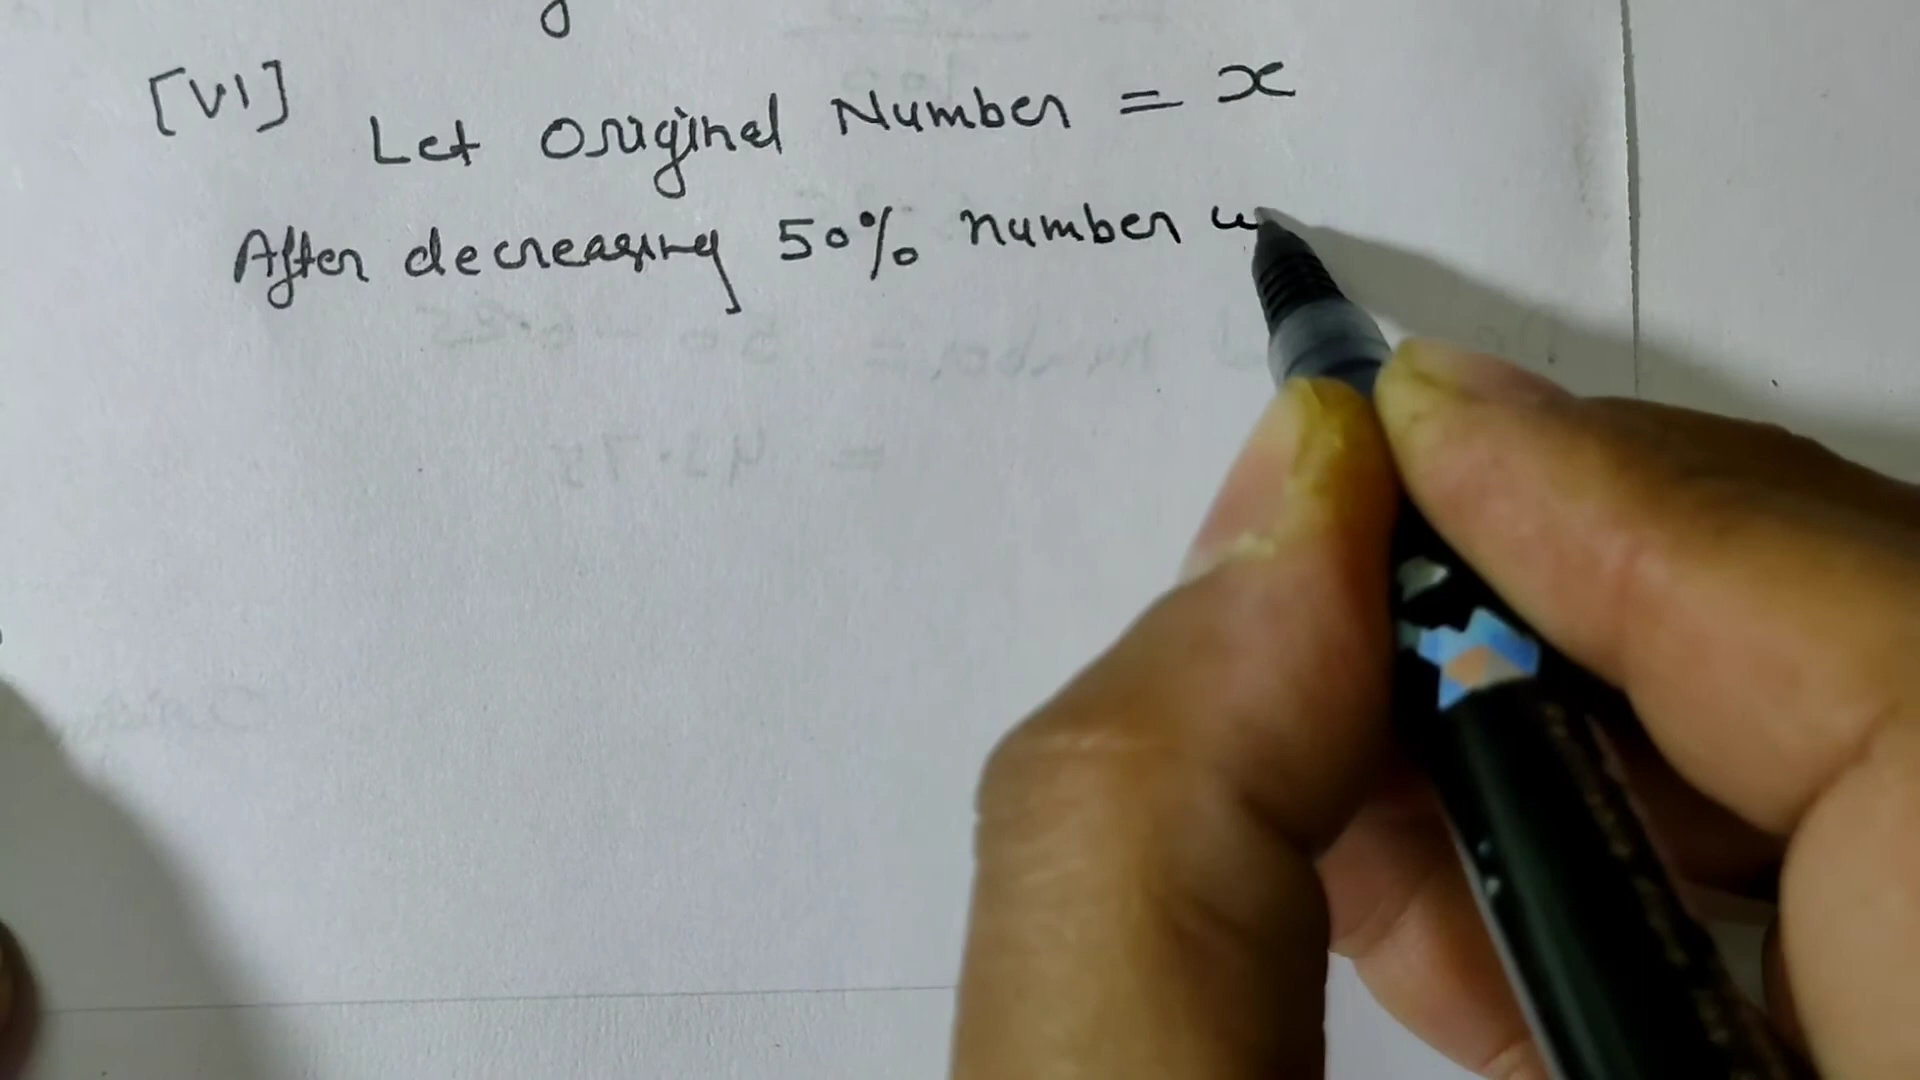 [VI] Let Original Number = x
After decreasing 50% number